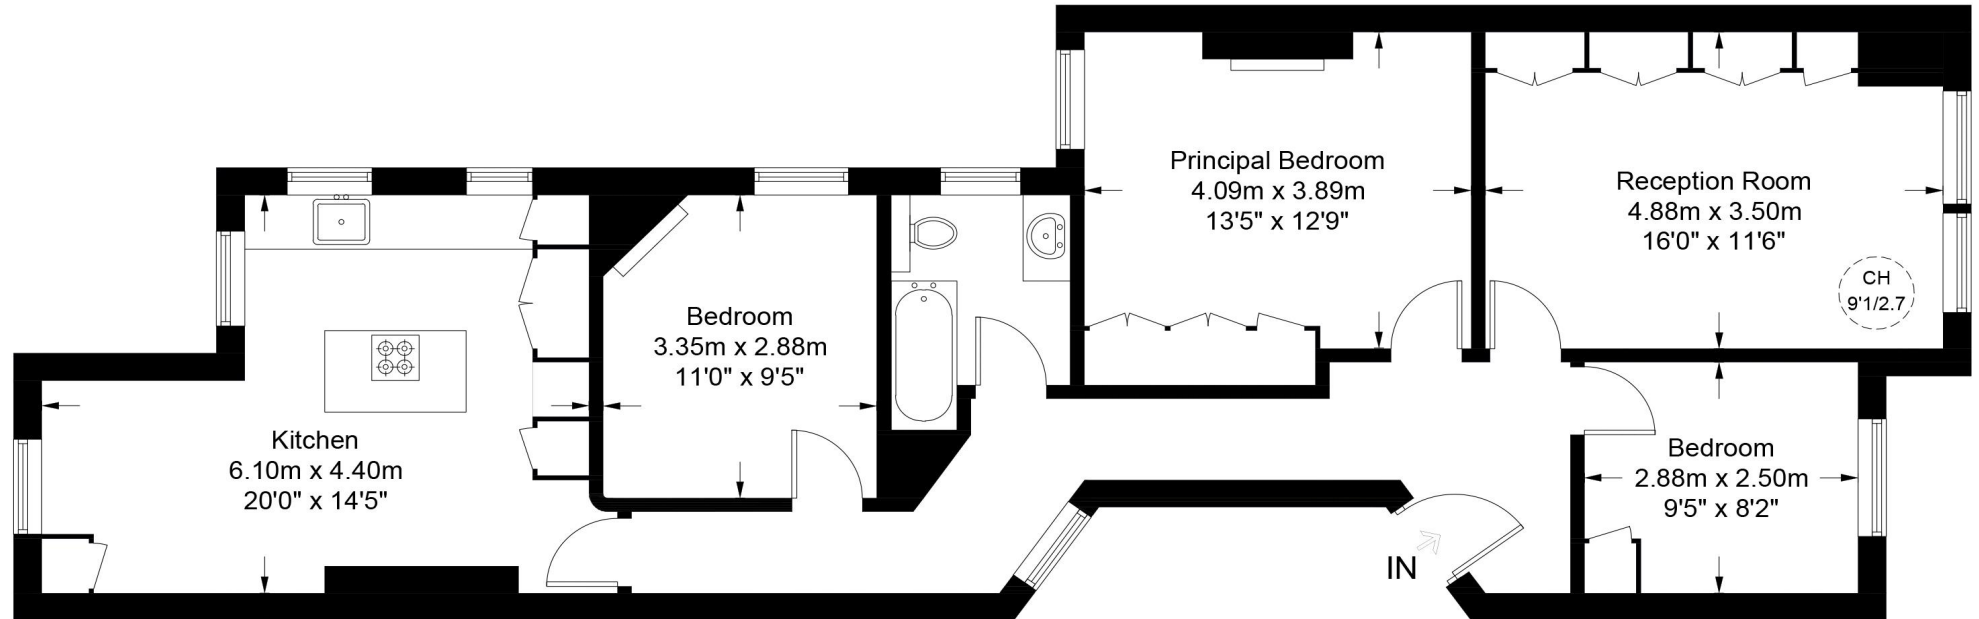 Principal Bedroom
4.09m x 3.89m
13'5" x 12'9"
Reception Room
4.88m x 3.50m
16'0" x 11'6"
CH
9'1/2.7
Bedroom
3.35m x 2.88m
11'0" x 9'5"
Kitchen
6.10m x 4.40m
20'0" x 14'5"
Bedroom
2.88m x 2.50m
9'5" x 8'2"
IN